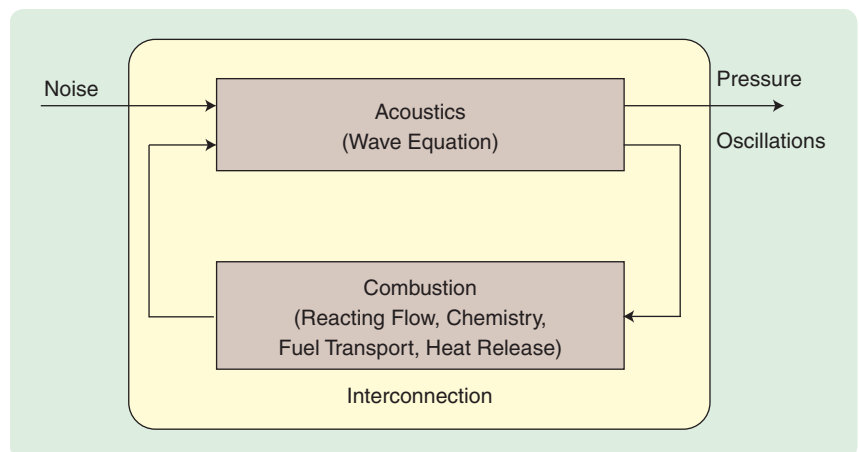 Noise
Acoustics
(Wave Equation)
Pressure
Oscillations
Combustion
(Reacting Flow, Chemistry,
Fuel Transport, Heat Release)
Interconnection